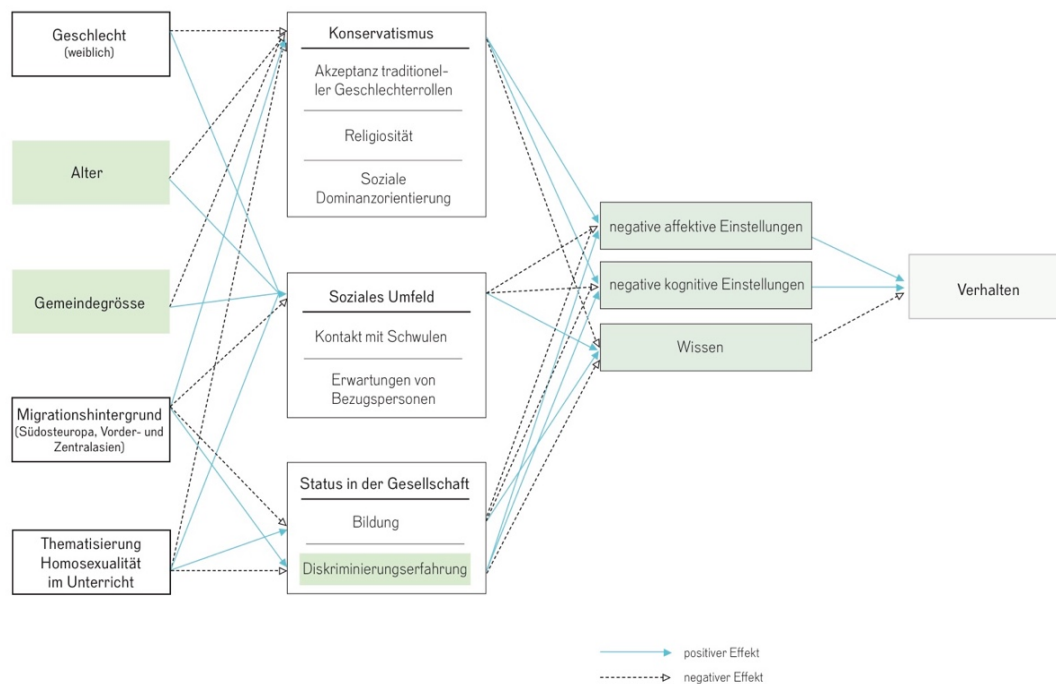 Geschlecht
(weiblich)
Alter
Gemeindegrösse
Migrationshintergrund
(Südosteuropa, Vorder- und
Zentralasien)
Thematisierung
Homosexualität
im Unterricht
Konservatismus
Akzeptanz traditionel-
ler Geschlechterrollen
Religiosität
Soziale
Dominanzorientierung
Soziales Umfeld
Kontakt mit Schwulen
Erwartungen von
Bezugspersonen
Status in der Gesellschaft
Bildung
Diskriminierungserfahrung
negative affektive Einstellungen
negative kognitive Einstellungen
Wissen
Verhalten
positiver Effekt
negativer Effekt